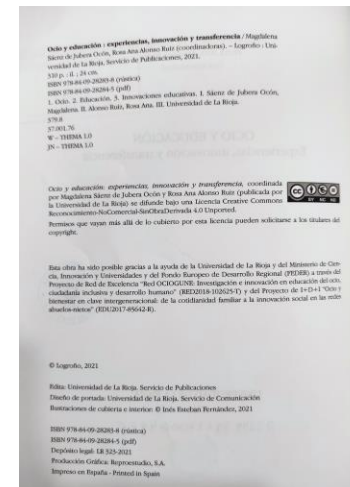 Ocio y educación : experiencias, innovación y transferencia / Magdalena
Sáenz de Jubera Ocón, Rosa Ana Alonso Ruiz (coordinadoras). – Logroño : Uni-
versidad de La Rioja, Servicio de Publicaciones, 2021.
310 p. : il. ; 24 cm.
ISBN 978-84-09-28283-8 (rústica)
ISBN 978-84-09-28284-5 (pdf)
1. Ocio. 2. Educación. 3. Innovaciones educativas. I. Sáenz de Jubera Ocón,
Magdalena. II. Alonso Ruiz, Rosa Ana. III. Universidad de La Rioja.
379.8
37.001.76
W – THEMA 1.0
JN – THEMA 1.0
Ocio y educación: experiencias, innovación y transferencia, coordinada
por Magdalena Sáenz de Jubera Ocón y Rosa Ana Alonso Ruiz (publicada por
la Universidad de La Rioja) se difunde bajo una Licencia Creative Commons
Reconocimiento-NoComercial-SinObraDerivada 4.0 Unported.
Permisos que vayan más allá de lo cubierto por esta licencia pueden solicitarse a los titulares del
copyright.
cc
BY NC ND
Esta obra ha sido posible gracias a la ayuda de la Universidad de La Rioja y del Ministerio de Cien-
cia, Innovación y Universidades y del Fondo Europeo de Desarrollo Regional (FEDER) a través del
Proyecto de Red de Excelencia "Red OCIOGUNE: Investigación e innovación en educación del ocio,
ciudadanía inclusiva y desarrollo humano" (RED2018-102625-T) y del Proyecto de I+D+I "Ocio y
bienestar en clave intergeneracional: de la cotidianidad familiar a la innovación social en las redes
abuelos-nietos" (EDU2017-85642-R).
© Logroño, 2021
Edita: Universidad de La Rioja. Servicio de Publicaciones
Diseño de portada: Universidad de La Rioja. Servicio de Comunicación
Ilustraciones de cubierta e interior: © Inés Esteban Fernández, 2021
ISBN 978-84-09-28283-8 (rústica)
ISBN 978-84-09-28284-5 (pdf)
Depósito legal: LR 323-2021
Producción Gráfica: Reproestudio, S.A.
Impreso en España - Printed in Spain